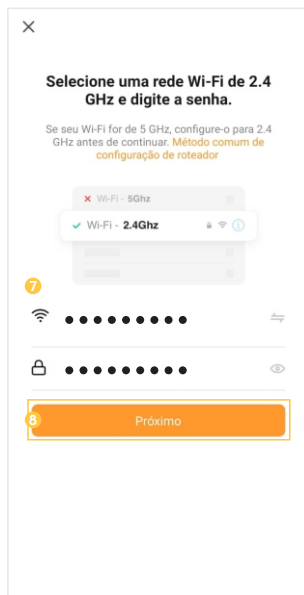 Selecione uma rede Wi-Fi de 2.4
GHz e digite a senha.
Se seu Wi-Fi for de 5 GHz, configure-o para 2.4
GHz antes de continuar. Método comum de
configuração de roteador
Wi-Fi - 5Ghz
Wi-Fi - 2.4Ghz
7
8
Próximo